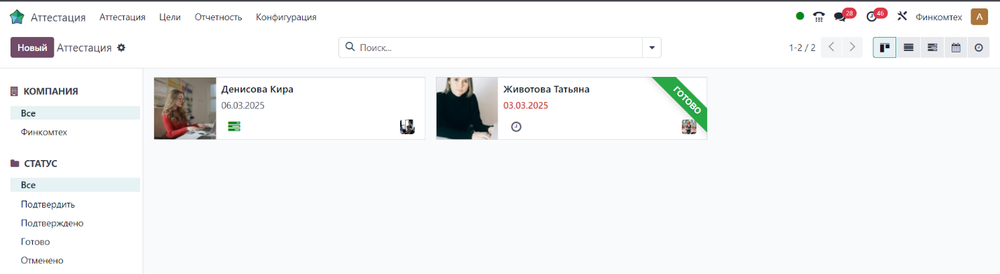 Аттестация Аттестация Цели Отчетность Конфигурация 28 46 Финкомтех А
Новый Аттестация Поиск... 1-2 / 2
КОМПАНИЯ
Все
Финкомтех
СТАТУС
Все
Подтвердить
Подтверждено
Готово
Отменено
Денисова Кира
06.03.2025
Животова Татьяна
03.03.2025
ГОТОВО